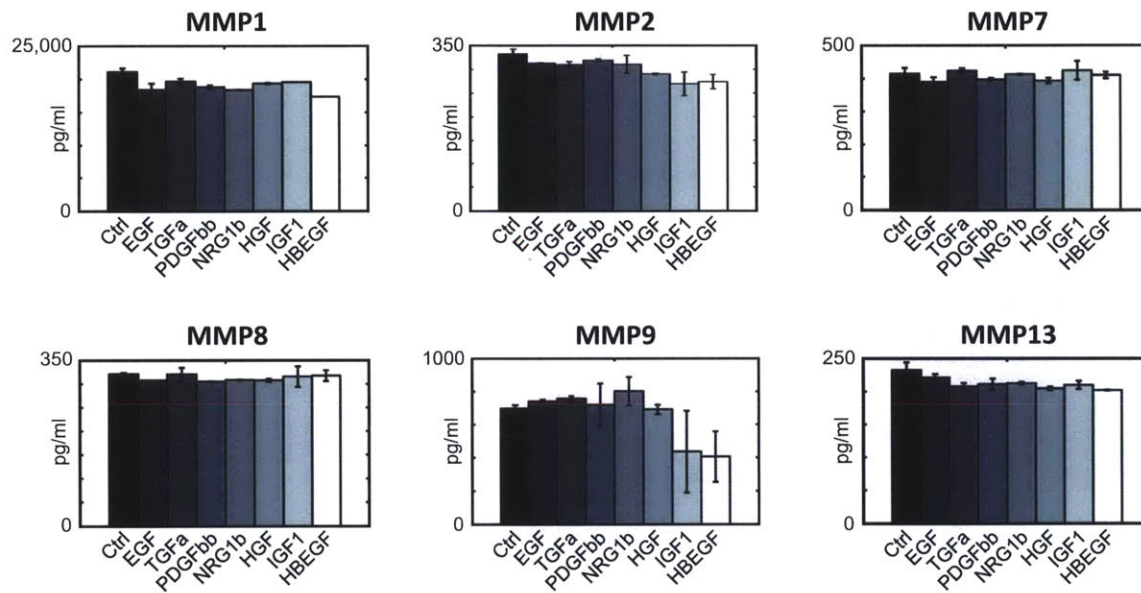 MMP1
25,000
pg/ml
0
Ctrl
EGF
TGFa
PDGFbb
NRG1b
HGF
IGF1
HBEGF
MMP2
350
pg/ml
0
Ctrl
EGF
TGFa
PDGFbb
NRG1b
HGF
IGF1
HBEGF
MMP7
500
pg/ml
0
Ctrl
EGF
TGFa
PDGFbb
NRG1b
HGF
IGF1
HBEGF
MMP8
350
pg/ml
0
Ctrl
EGF
TGFa
PDGFbb
NRG1b
HGF
IGF1
HBEGF
MMP9
1000
pg/ml
0
Ctrl
EGF
TGFa
PDGFbb
NRG1b
HGF
IGF1
HBEGF
MMP13
250
pg/ml
0
Ctrl
EGF
TGFa
PDGFbb
NRG1b
HGF
IGF1
HBEGF